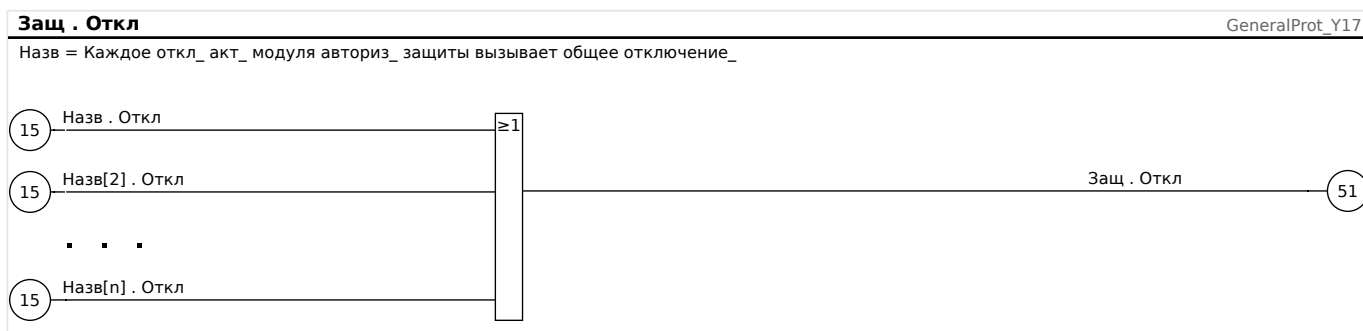 Защ . Откл
GeneralProt_Y17
Назв = Каждое откл_ акт_ модуля авториз_ защиты вызывает общее отключение_
15
Назв . Откл
≥1
15
Назв[2] . Откл
Защ . Откл
51
. . .
15
Назв[n] . Откл